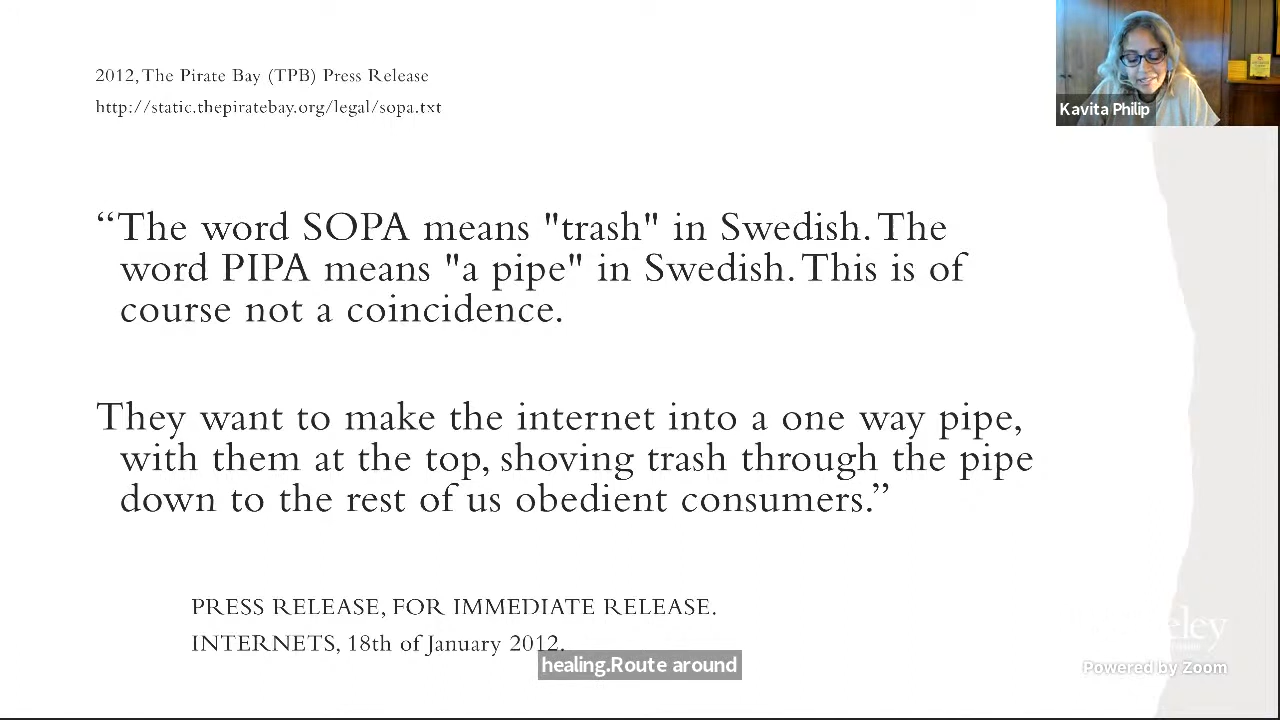 2012, The Pirate Bay (TPB) Press Release
http://static.thepiratebay.org/legal/sopa.txt
Kavita Philip
“The word SOPA means "trash" in Swedish. The
word PIPA means "a pipe" in Swedish. This is of
course not a coincidence.
They want to make the internet into a one way pipe,
with them at the top, shoving trash through the pipe
down to the rest of us obedient consumers.”
PRESS RELEASE, FOR IMMEDIATE RELEASE.
INTERNETS, 18th of January 2012.
healing.Route around
Powered by Zoom